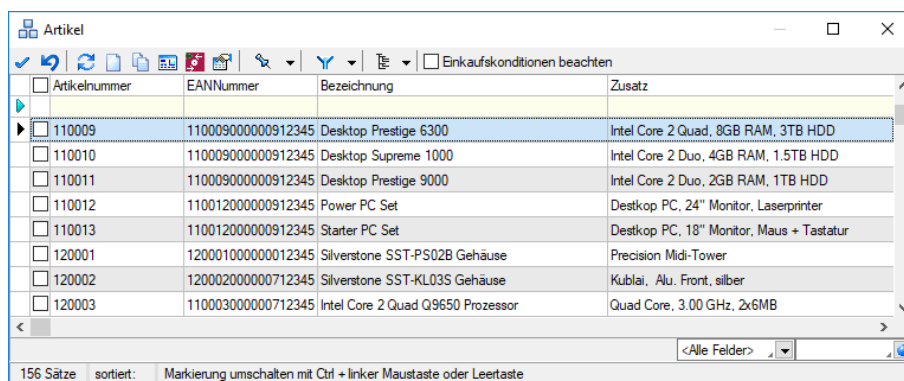 Artikel
Einkaufskonditionen beachten
Artikelnummer EANNummer Bezeichnung Zusatz
110009 110009000000912345 Desktop Prestige 6300 Intel Core 2 Quad, 8GB RAM, 3TB HDD
110010 110009000000912345 Desktop Supreme 1000 Intel Core 2 Duo, 4GB RAM, 1.5TB HDD
110011 110009000000912345 Desktop Prestige 9000 Intel Core 2 Duo, 2GB RAM, 1TB HDD
110012 110012000000912345 Power PC Set Destkop PC, 24" Monitor, Laserprinter
110013 110012000000912345 Starter PC Set Destkop PC, 18" Monitor, Maus + Tastatur
120001 120001000000012345 Silverstone SST-PS02B Gehäuse Precision Midi-Tower
120002 120002000000712345 Silverstone SST-KL03S Gehäuse Kublai, Alu. Front, silber
120003 110003000000712345 Intel Core 2 Quad Q9650 Prozessor Quad Core, 3.00 GHz, 2x6MB
<Alle Felder>
156 Sätze sortiert: Markierung umschalten mit Ctrl + linker Maustaste oder Leertaste